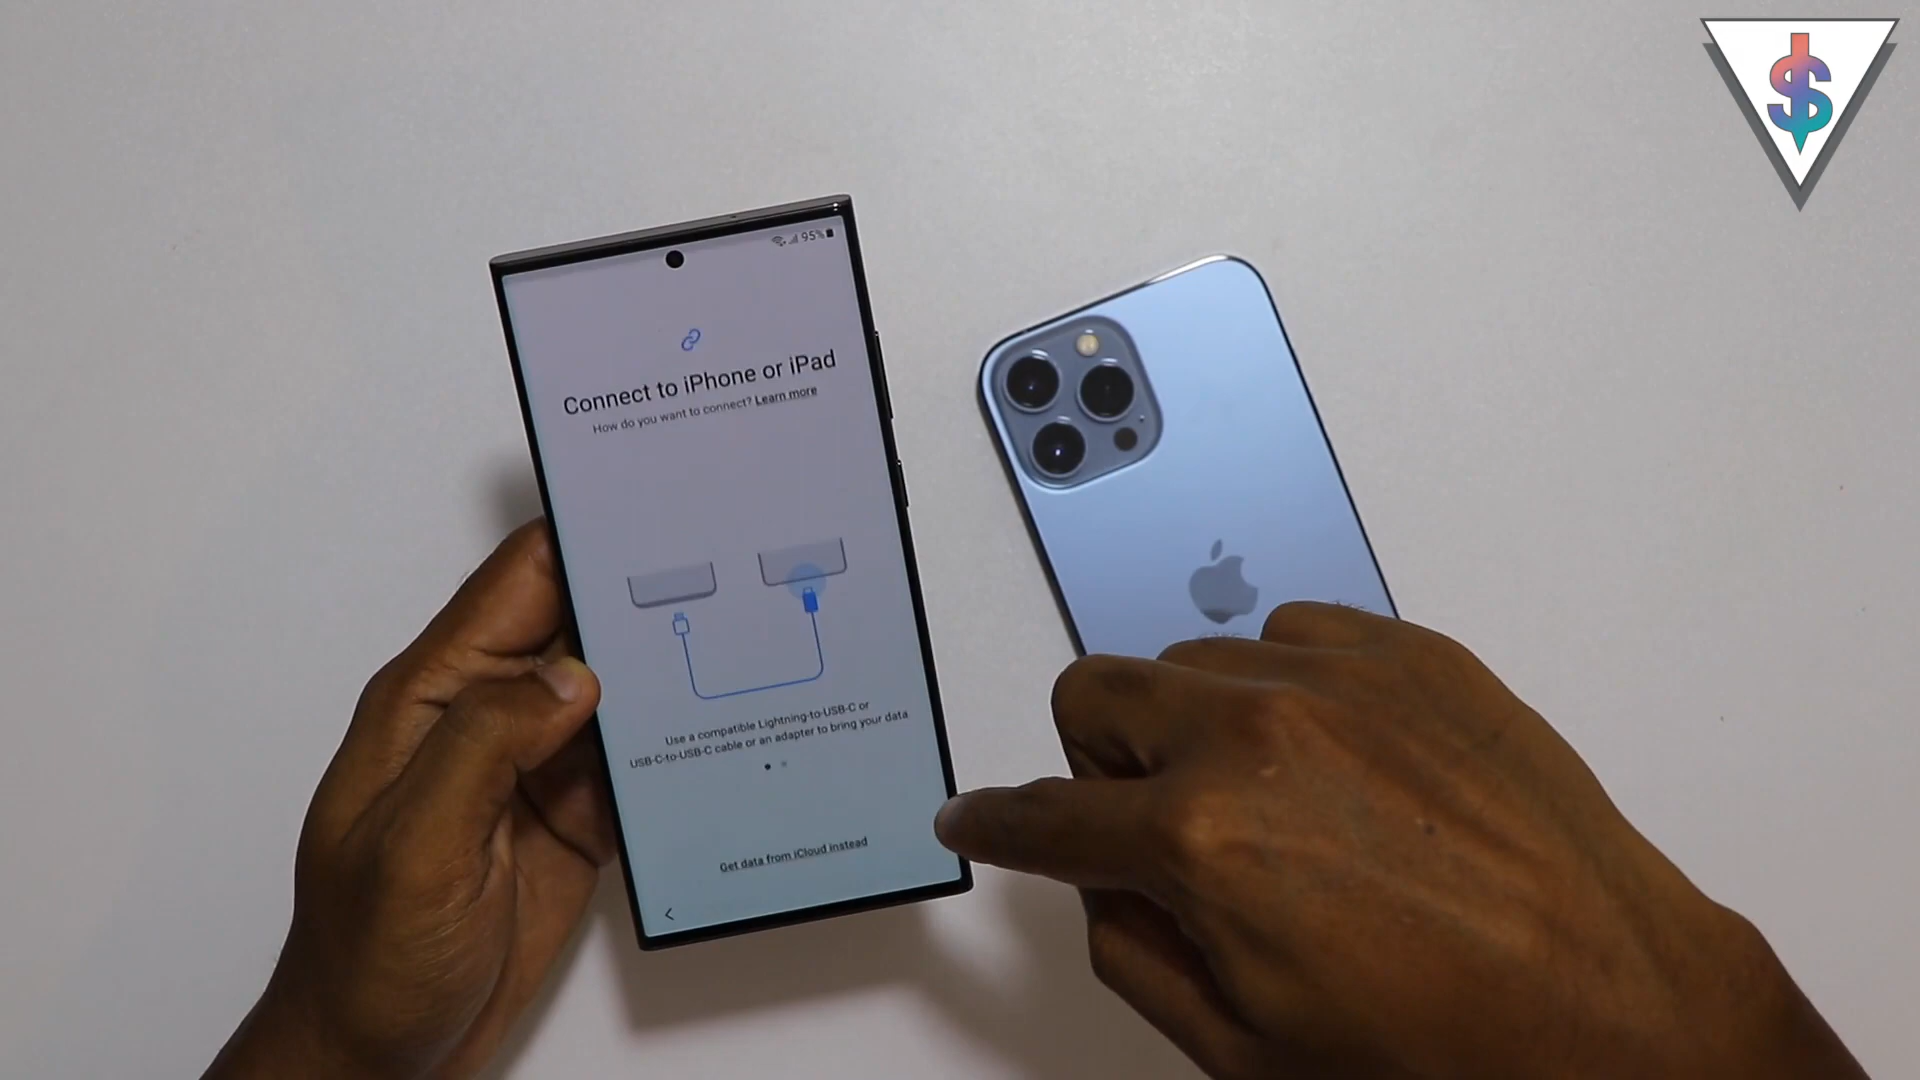 95%
Connect to iPhone or iPad
How do you want to connect? Learn more
Use a compatible Lightning-to-USB-C or
USB-C-to-USB-C cable or an adapter to bring your data
Get data from iCloud instead